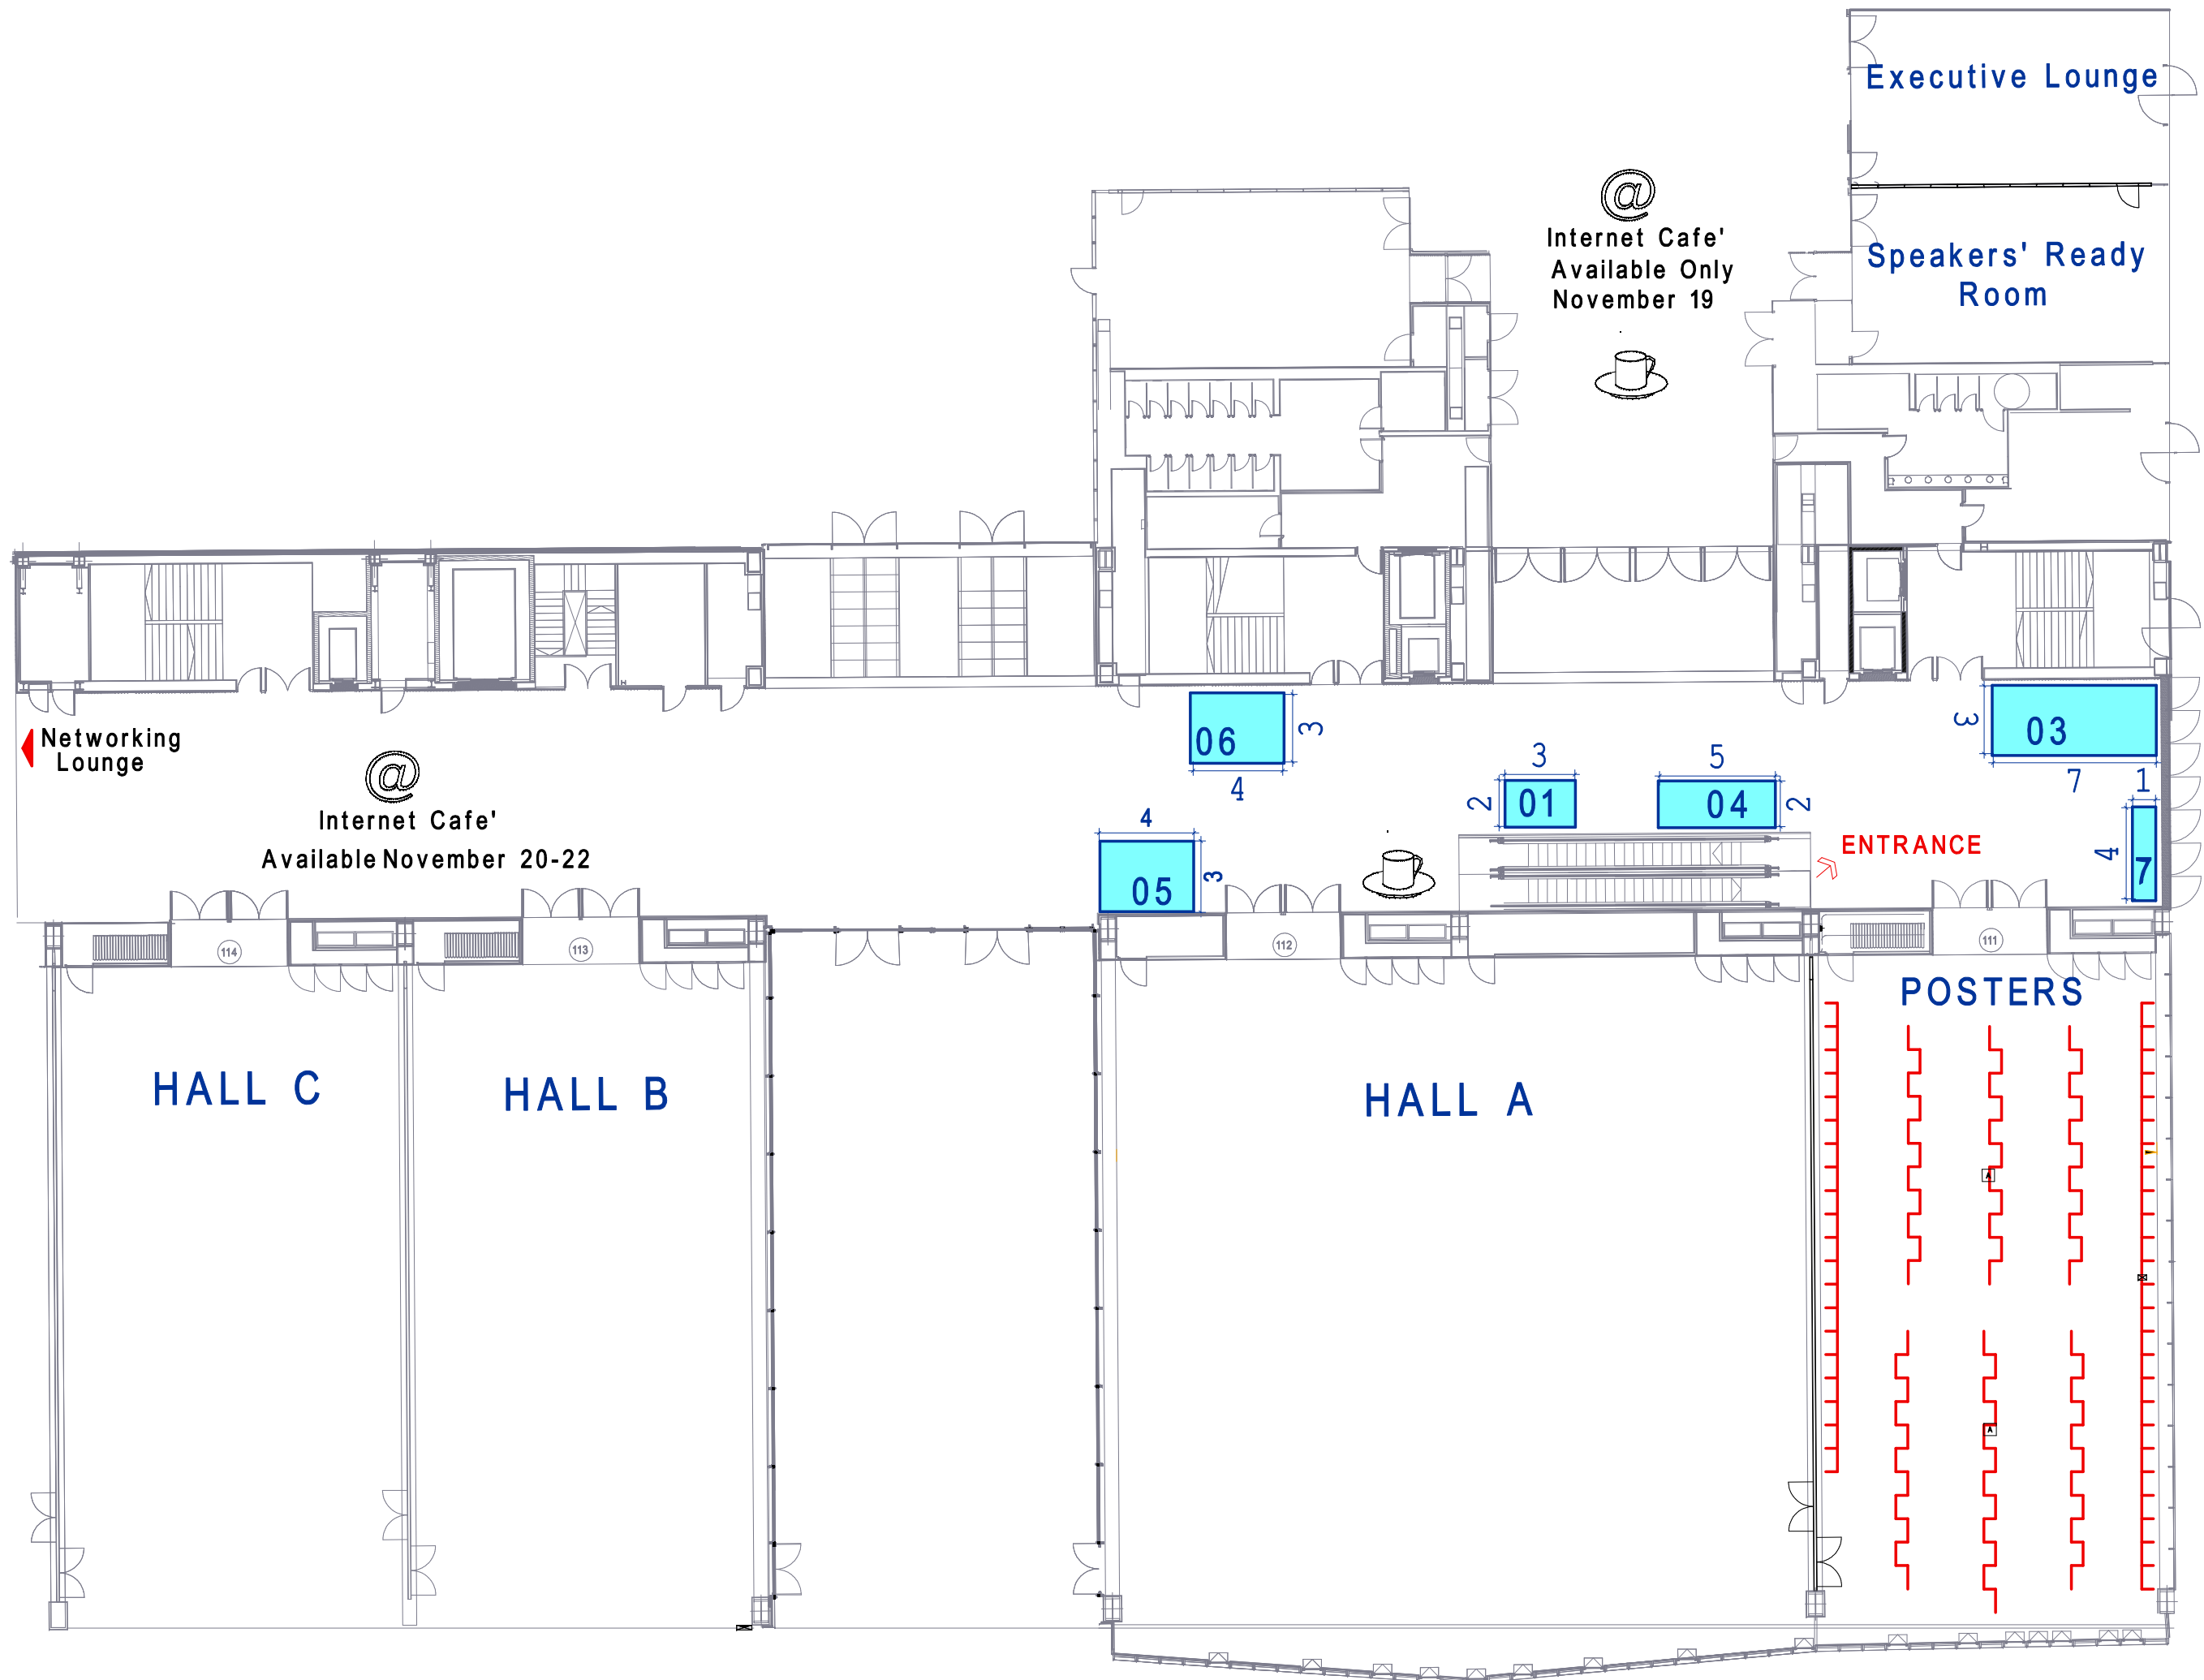 Executive Lounge
@
Internet Cafe'
Available Only
November 19
Speakers' Ready
Room
Networking
Lounge
@
Internet Cafe'
Available November 20-22
06
3
4
03
3
7
3
2
01
5
04
2
1
4
7
4
05
3
ENTRANCE
114
113
112
111
POSTERS
HALL C
HALL B
HALL A
A
A